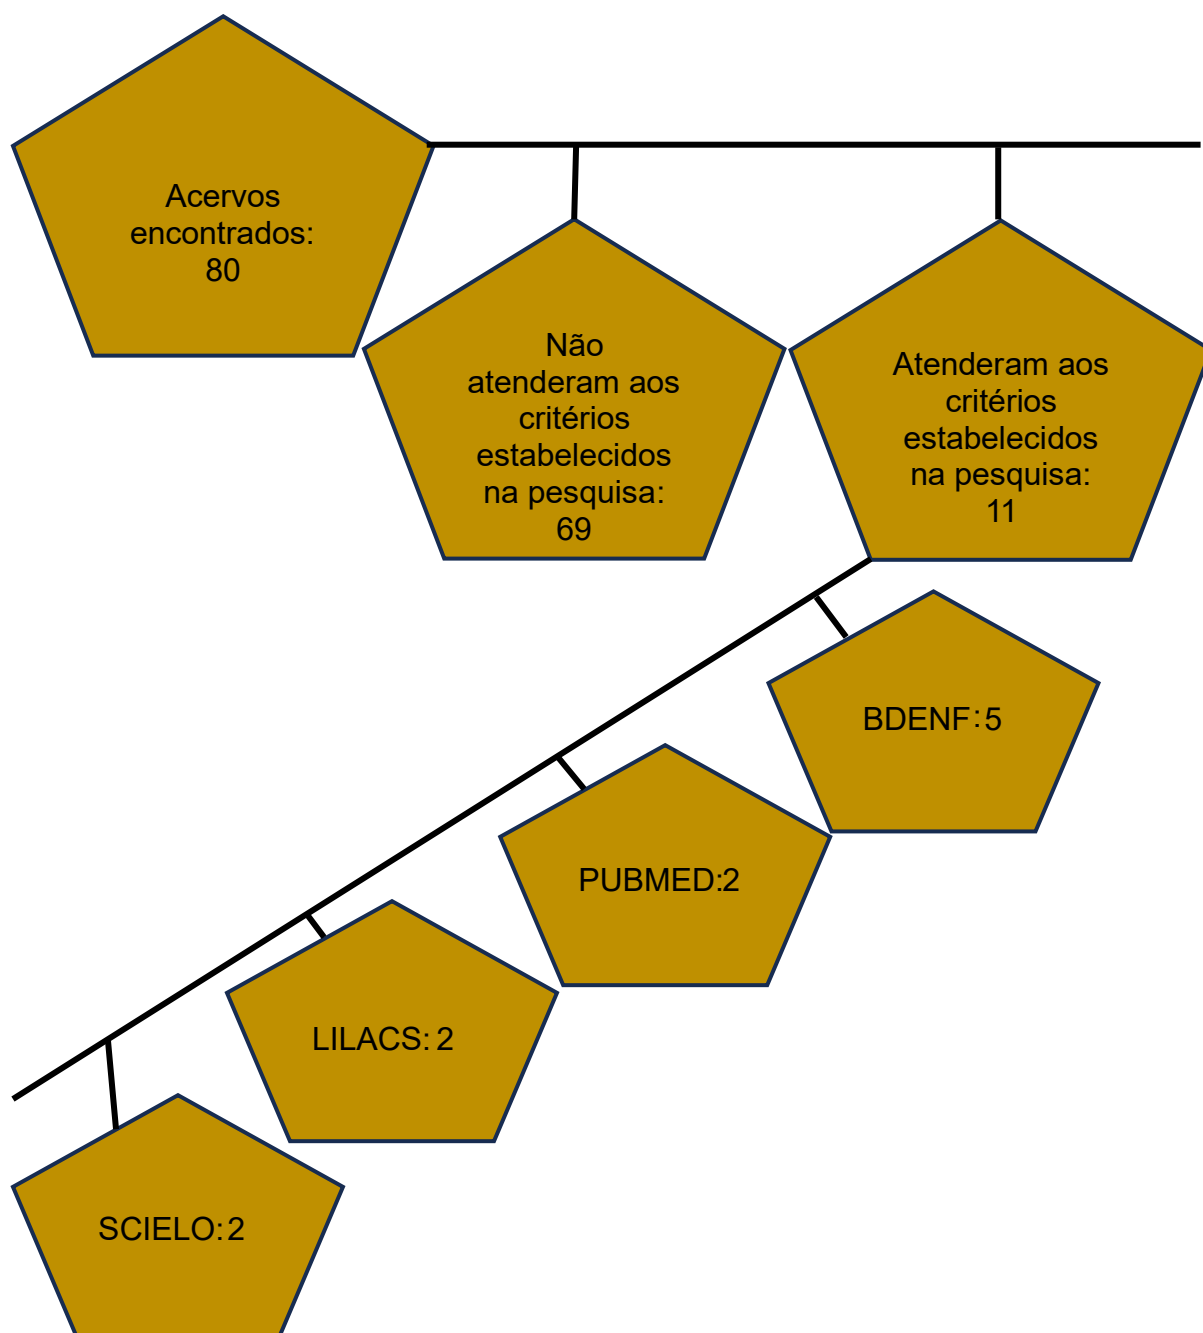 Acervos
encontrados:
80
Não
atenderam aos
critérios
estabelecidos
na pesquisa:
69
Atenderam aos
critérios
estabelecidos
na pesquisa:
11
BDENF: 5
PUBMED:2
LILACS: 2
SCIELO: 2